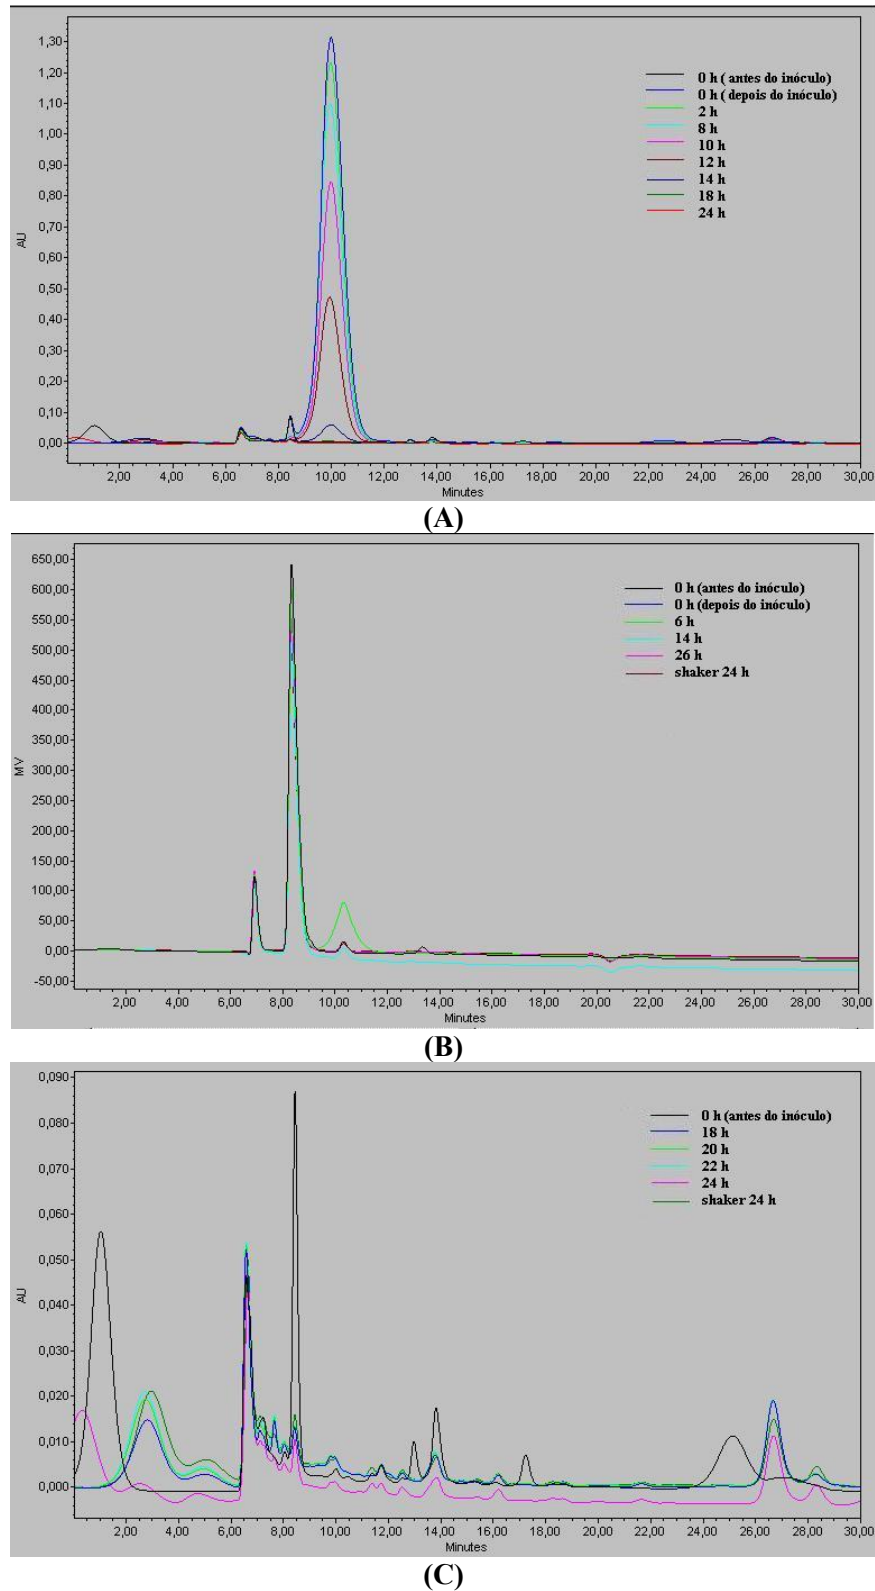 1,30
1,20
1,10
1,00
0,90
0,80
0,70
0,60
0,50
0,40
0,30
0,20
0,10
0,00
AU
0 h ( antes do inóculo)
0 h ( depois do inóculo)
2 h
8 h
10 h
12 h
14 h
18 h
24 h
2,00 4,00 6,00 8,00 10,00 12,00 14,00 16,00 18,00 20,00 22,00 24,00 26,00 28,00 30,00
Minutes
(A)
650,00
600,00
550,00
500,00
450,00
400,00
350,00
300,00
250,00
200,00
150,00
100,00
50,00
0,00
-50,00
MV
0 h (antes do inóculo)
0 h (depois do inóculo)
6 h
14 h
26 h
shaker 24 h
2,00 4,00 6,00 8,00 10,00 12,00 14,00 16,00 18,00 20,00 22,00 24,00 26,00 28,00 30,00
Minutes
(B)
0,090
0,080
0,070
0,060
0,050
0,040
0,030
0,020
0,010
0,000
AU
0 h (antes do inóculo)
18 h
20 h
22 h
24 h
shaker 24 h
2,00 4,00 6,00 8,00 10,00 12,00 14,00 16,00 18,00 20,00 22,00 24,00 26,00 28,00 30,00
Minutes
(C)